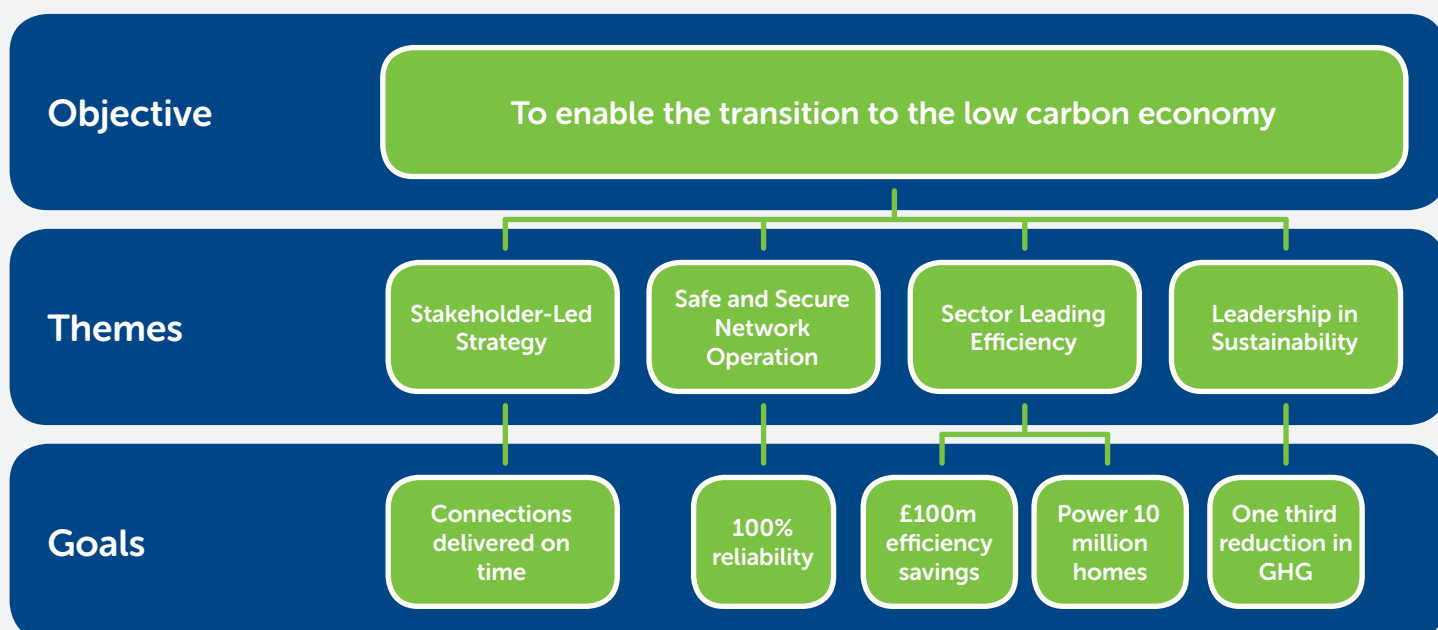 Objective
To enable the transition to the low carbon economy
Themes
Stakeholder-Led
Strategy
Safe and Secure
Network
Operation
Sector Leading
Efficiency
Leadership in
Sustainability
Goals
Connections
delivered on
time
100%
reliability
£100m
efficiency
savings
Power 10
million
homes
One third
reduction in
GHG